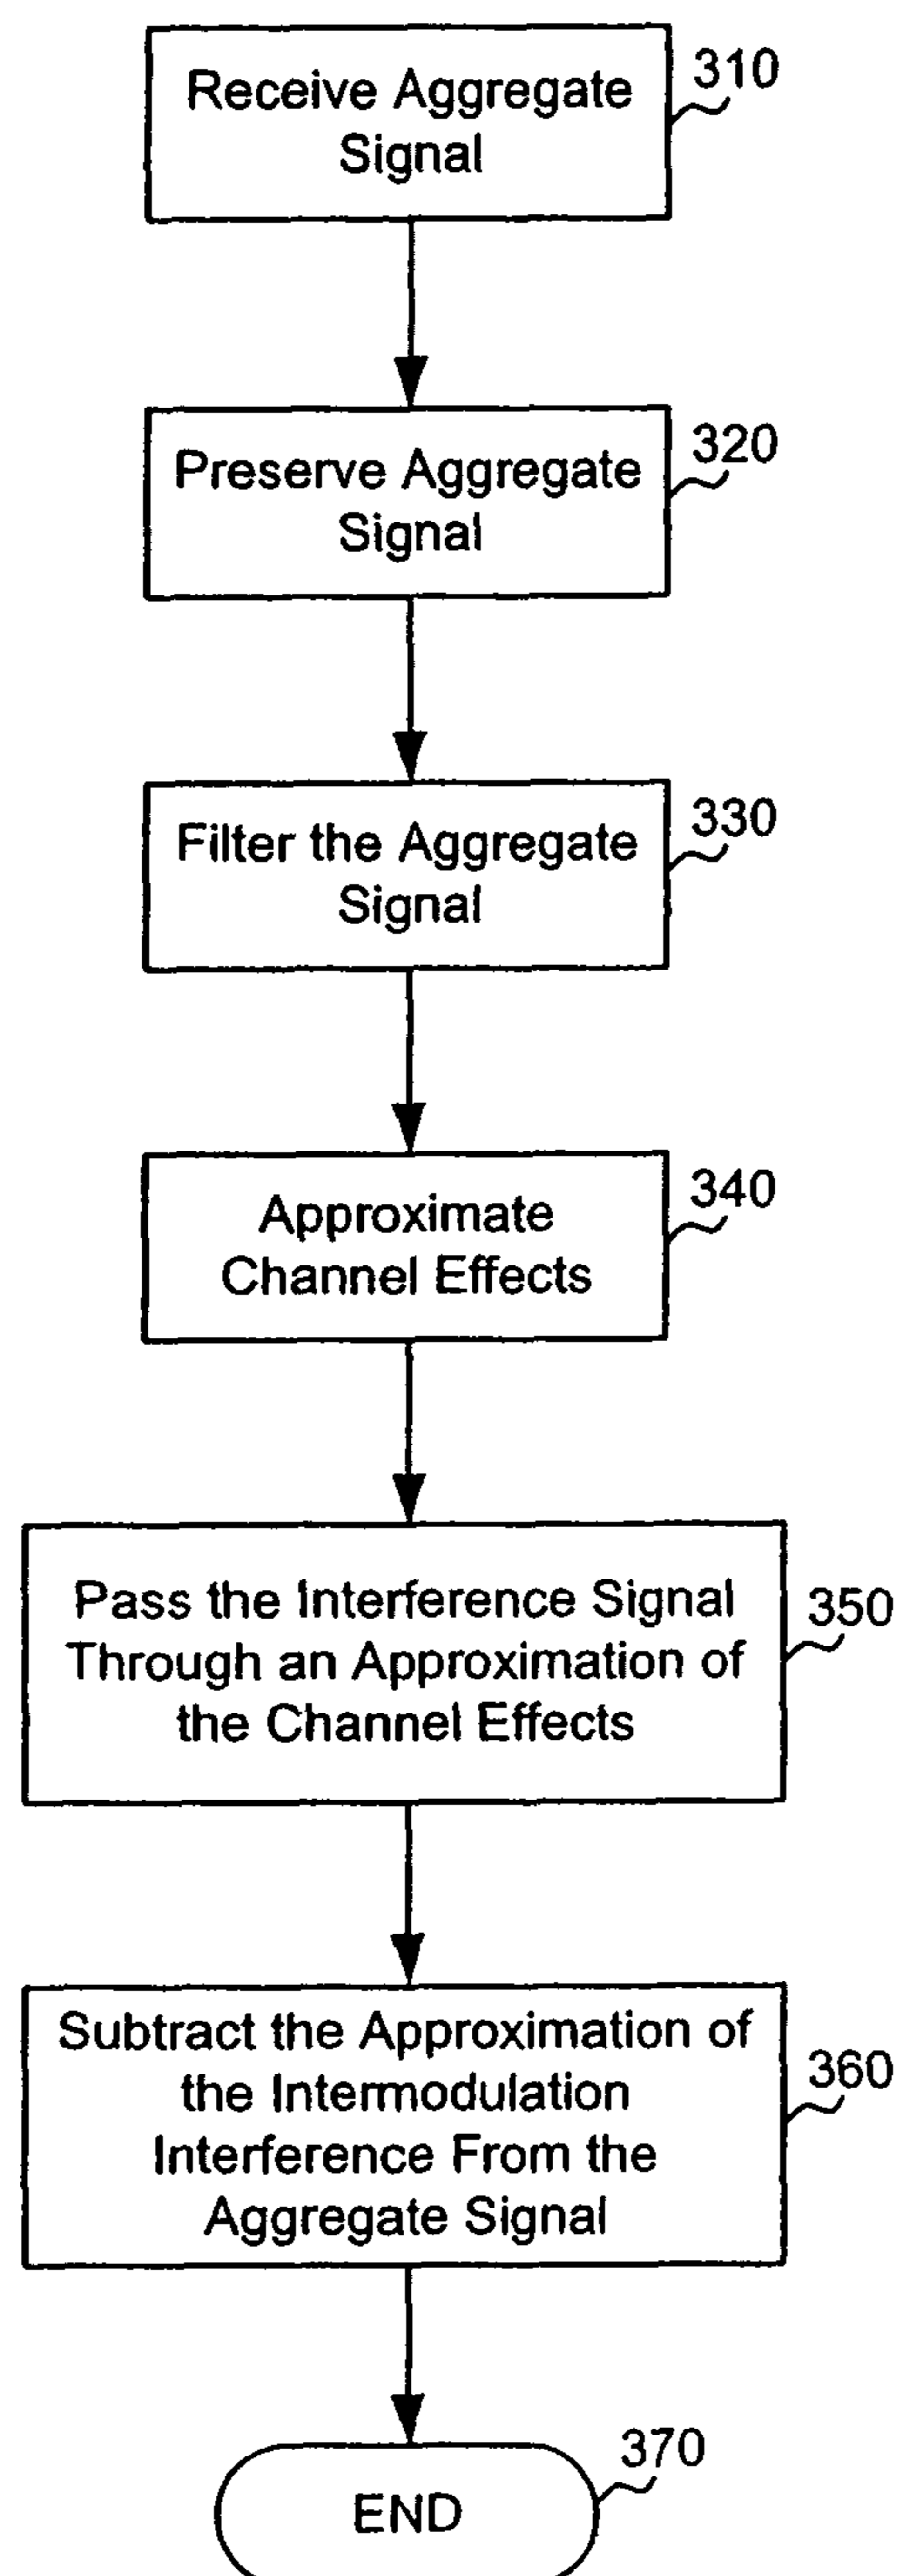 Receive Aggregate
Signal
310
Preserve Aggregate
Signal
320
Filter the Aggregate
Signal
330
Approximate
Channel Effects
340
Pass the Interference Signal
Through an Approximation of
the Channel Effects
350
Subtract the Approximation of
the Intermodulation
Interference From the
Aggregate Signal
360
END
370